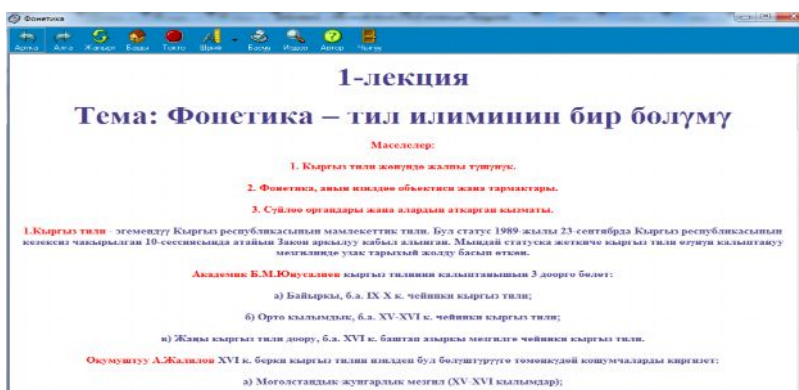 Фонетика
Артка Алга Жаңыл Башы Токто Шрифт Басуу Издөө Автор Чыгуу
1-лекция
Тема: Фонетика – тил илиминин бир бөлүмү
Маселелер:
1. Кыргыз тили жөнүндө жалпы түшүнүк.
2. Фонетика, анын изилдөө объектиси жана тармактары.
3. Сүйлөө органдары жана алардын аткарган кызматы.
1.Кыргыз тили - эгемендүү Кыргыз республикасынын мамлекеттик тили. Бул статус 1989-жылы 23-сентябрда Кыргыз республикасынын
кезексиз чакырылган 10-сессиясында атайын Закон аркылуу кабыл алынган. Мындай статуска жеткиче кыргыз тили өзүнүн калыптануу
мезгилинде узак тарыхый жолду басып өткөн.
Академик Б.М.Юнусалиев кыргыз тилинин калыптанышын 3 доорго бөлөт:
а) Байыркы, б.а. IX-X к. чейинки кыргыз тили;
б) Орто кылымдык, б.а. XV-XVI к. чейинки кыргыз тили;
в) Жаңы кыргыз тили доору, б.а. XVI к. баштап азыркы мезгилге чейинки кыргыз тили.
Окумуштуу А.Жалилов XVI к. берки кыргыз тилин изилдеп бул бөлүштүрүүгө төмөнкүдөй кошумчаларды киргизет:
а) Моголстандык жунгарлык мезгил (XV-XVI кылымдар);